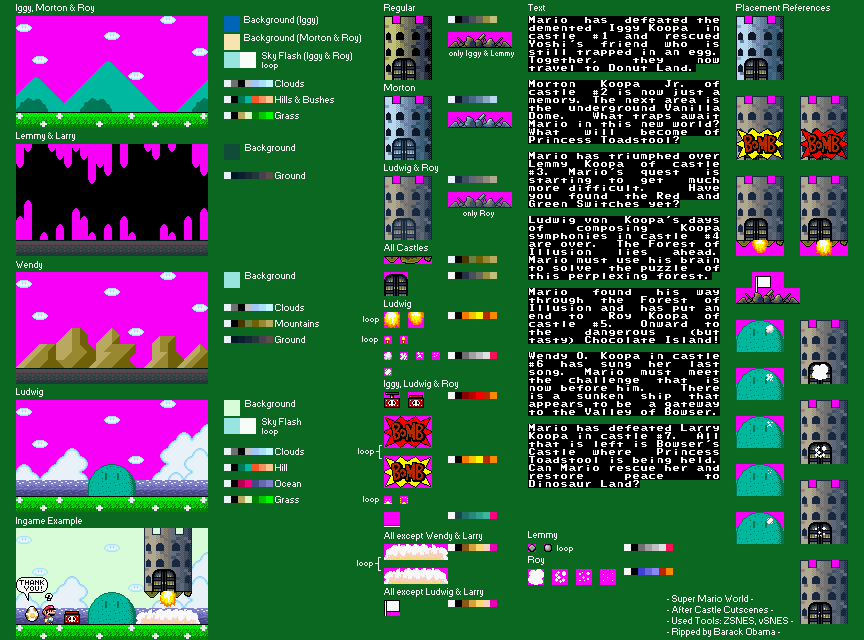 Iggy, Morton & Roy
Background (Iggy)
Background (Morton & Roy)
Sky Flash (Iggy & Roy)
loop
Clouds
Hills & Bushes
Grass
Lemmy & Larry
Background
Ground
Wendy
Background
Clouds
Mountains
Ground
Ludwig
Background
Sky Flash
loop
Clouds
Hill
Ocean
Grass
Ingame Example
THANK
YOU!
?
Regular
only Iggy & Lemmy
Morton
Ludwig & Roy
only Roy
All Castles
Ludwig
loop
loop
Iggy, Ludwig & Roy
BOMB
loop
BOMB
loop
All except Wendy & Larry
loop
All except Ludwig & Larry
Text
Mario has defeated the
demented Iggy Koopa in
castle #1 and rescued
Yoshi's friend who is
still trapped in an egg.
Together, they now
travel to Donut Land.
Morton Koopa Jr. of
castle #2 is now just a
memory. The next area is
the underground Vanilla
Dome. What traps await
Mario in this new world?
What will become of
Princess Toadstool?
Mario has triumphed over
Lemmy Koopa of castle
#3. Mario's quest is
starting to get much
more difficult. Have
you found the Red and
Green Switches yet?
Ludwig von Koopa's days
of composing Koopa
symphonies in castle #4
are over. The Forest of
Illusion lies ahead.
Mario must use his brain
to solve the puzzle of
this perplexing forest.
Mario found his way
through the Forest of
Illusion and has put an
end to Roy Koopa of
castle #5. Onward to
the dangerous (but
tasty) Chocolate Island!
Wendy O. Koopa in castle
#6 has sung her last
song. Mario must meet
the challenge that is
now before him. There
is a sunken ship that
appears to be a gateway
to the Valley of Bowser.
Mario has defeated Larry
Koopa in castle #7. All
that is left is Bowser's
Castle where Princess
Toadstool is being held.
Can Mario rescue her and
restore peace to
Dinosaur Land?
Lemmy
loop
Roy
Placement References
BOMB
BOMB
- Super Mario World -
- After Castle Cutscenes -
- Used Tools: ZSNES, vSNES -
- Ripped by Barack Obama -